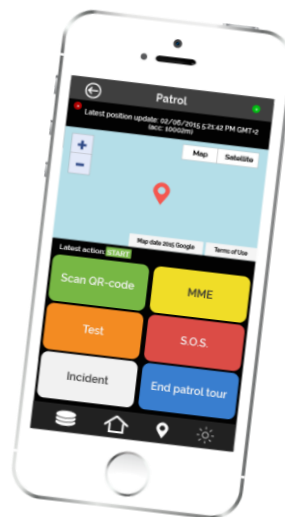 Patrol
Latest position update: 02/06/2015 5:21:42 PM GMT+2
(acc: 10002m)
+
Map Satellite
-
Map data 2015 Google Terms of Use
Latest action: START
Scan QR-code
MME
Test
S.O.S.
Incident
End patrol tour